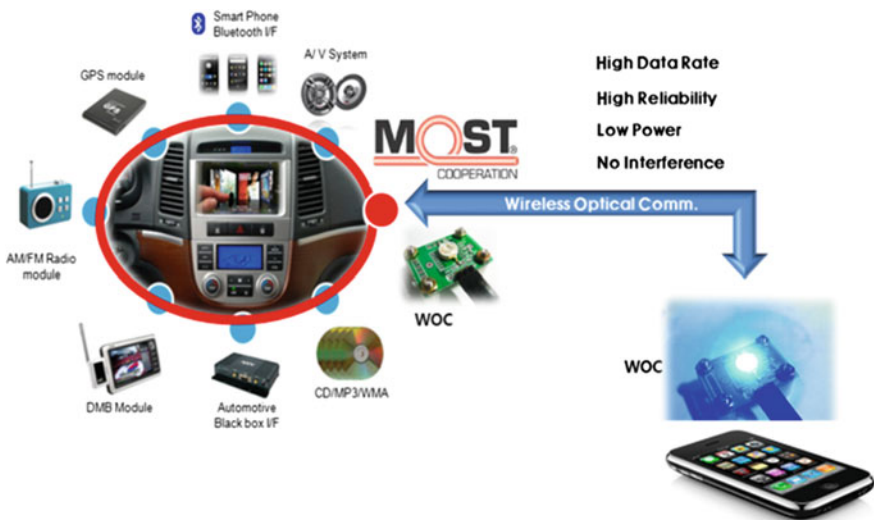 Smart Phone
Bluetooth I/F
A/ V System
GPS module
GPS
High Data Rate
High Reliability
Low Power
No Interference
MOST®
COOPERATION
Wireless Optical Comm.
AM/FM Radio
module
WOC
WOC
DMB Module
Automotive
Black box I/F
CD/MP3/WMA